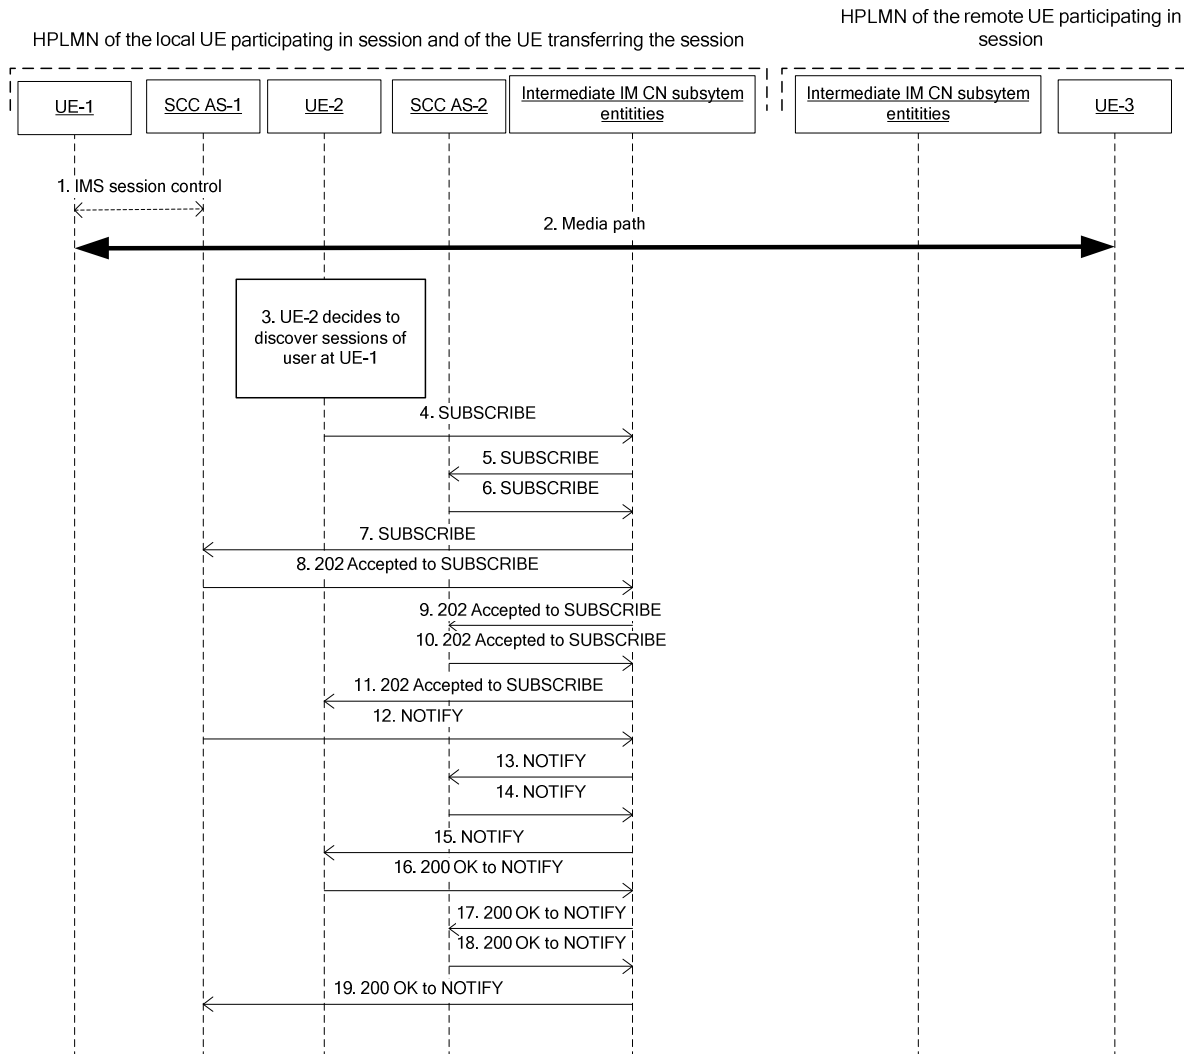 HPLMN of the local UE participating in session and of the UE transferring the session
HPLMN of the remote UE participating in
session
UE-1
SCC AS-1
UE-2
SCC AS-2
Intermediate IM CN subsytem
entitities
Intermediate IM CN subsytem
entitities
UE-3
1. IMS session control
2. Media path
3. UE-2 decides to
discover sessions of
user at UE-1
4. SUBSCRIBE
5. SUBSCRIBE
6. SUBSCRIBE
7. SUBSCRIBE
8. 202 Accepted to SUBSCRIBE
9. 202 Accepted to SUBSCRIBE
10. 202 Accepted to SUBSCRIBE
11. 202 Accepted to SUBSCRIBE
12. NOTIFY
13. NOTIFY
14. NOTIFY
15. NOTIFY
16. 200 OK to NOTIFY
17. 200 OK to NOTIFY
18. 200 OK to NOTIFY
19. 200 OK to NOTIFY